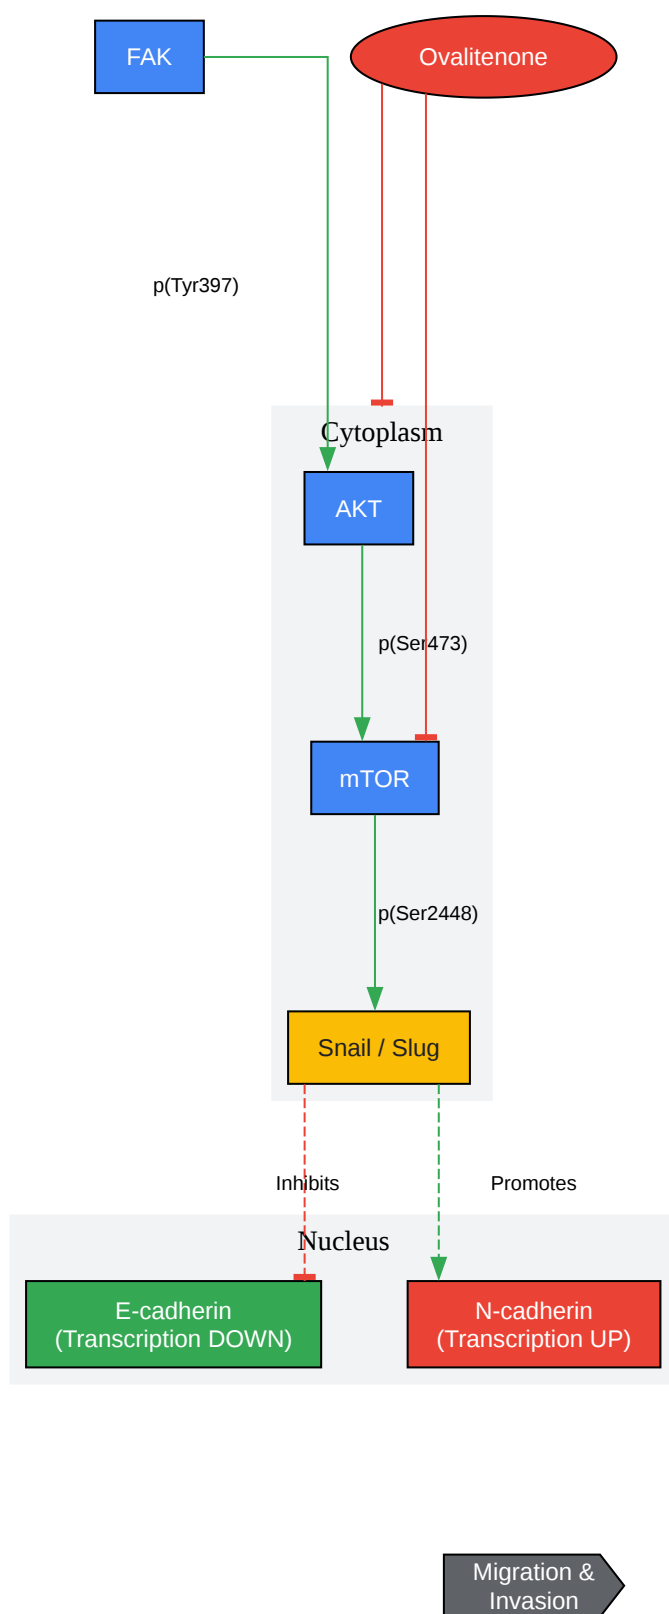 FAK
Ovalitenone
p(Tyr397)
Cytoplasm
AKT
p(Ser473)
mTOR
p(Ser2448)
Snail / Slug
Inhibits
Promotes
Nucleus
E-cadherin
(Transcription DOWN)
N-cadherin
(Transcription UP)
Migration &
Invasion